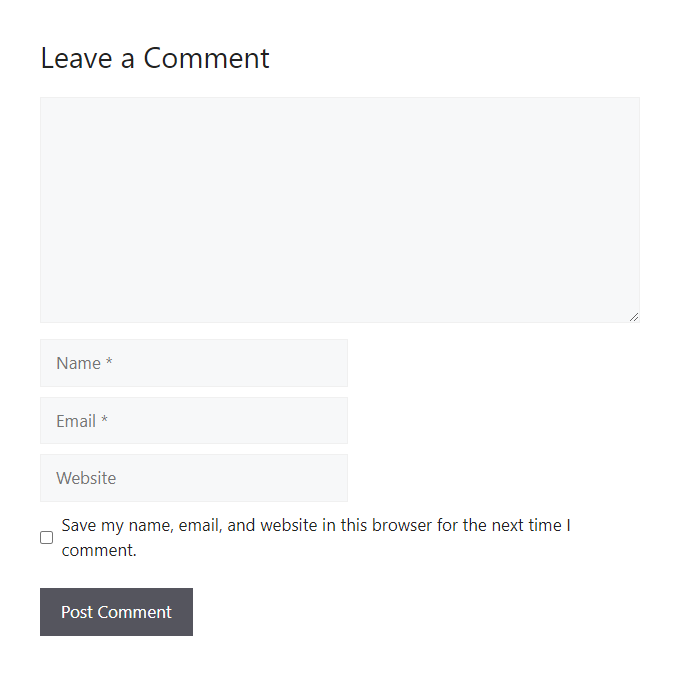 Leave a Comment
Name *
Email *
Website
Save my name, email, and website in this browser for the next time I
comment.
Post Comment